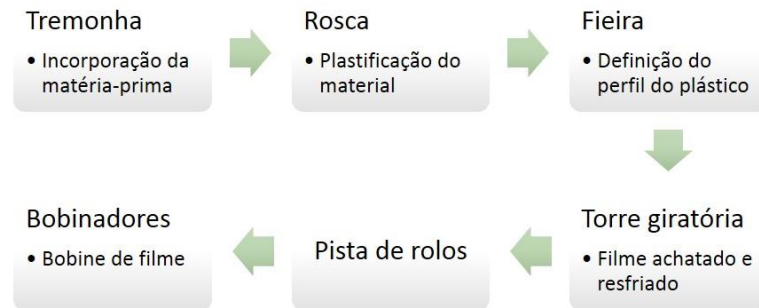 Tremonha
• Incorporação da
matéria-prima
Rosca
• Plastificação do
material
Fieira
• Definição do
perfil do plástico
Torre giratória
• Filme achatado e
resfriado
Pista de rolos
Bobinadores
• Bobine de filme